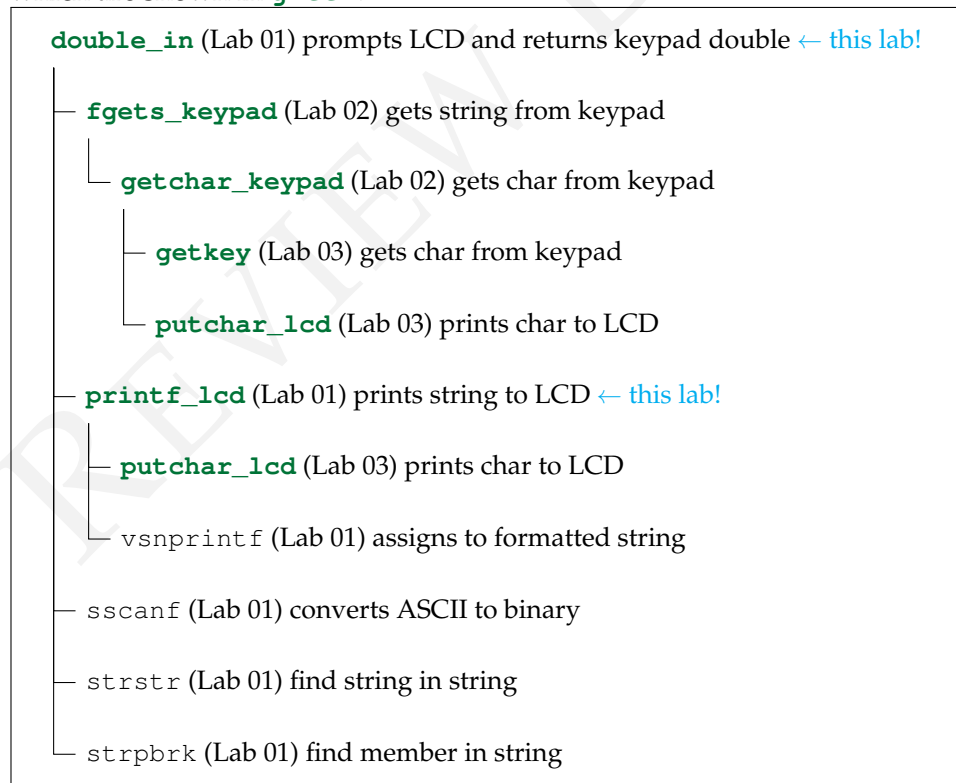 double_in (Lab 01) prompts LCD and returns keypad double ← this lab!
fgets_keypad (Lab 02) gets string from keypad
getchar_keypad (Lab 02) gets char from keypad
getkey (Lab 03) gets char from keypad
putchar_lcd (Lab 03) prints char to LCD
printf_lcd (Lab 01) prints string to LCD ← this lab!
putchar_lcd (Lab 03) prints char to LCD
vsnprintf (Lab 01) assigns to formatted string
sscanf (Lab 01) converts ASCII to binary
strstr (Lab 01) find string in string
strpbrk (Lab 01) find member in string
REVIEW